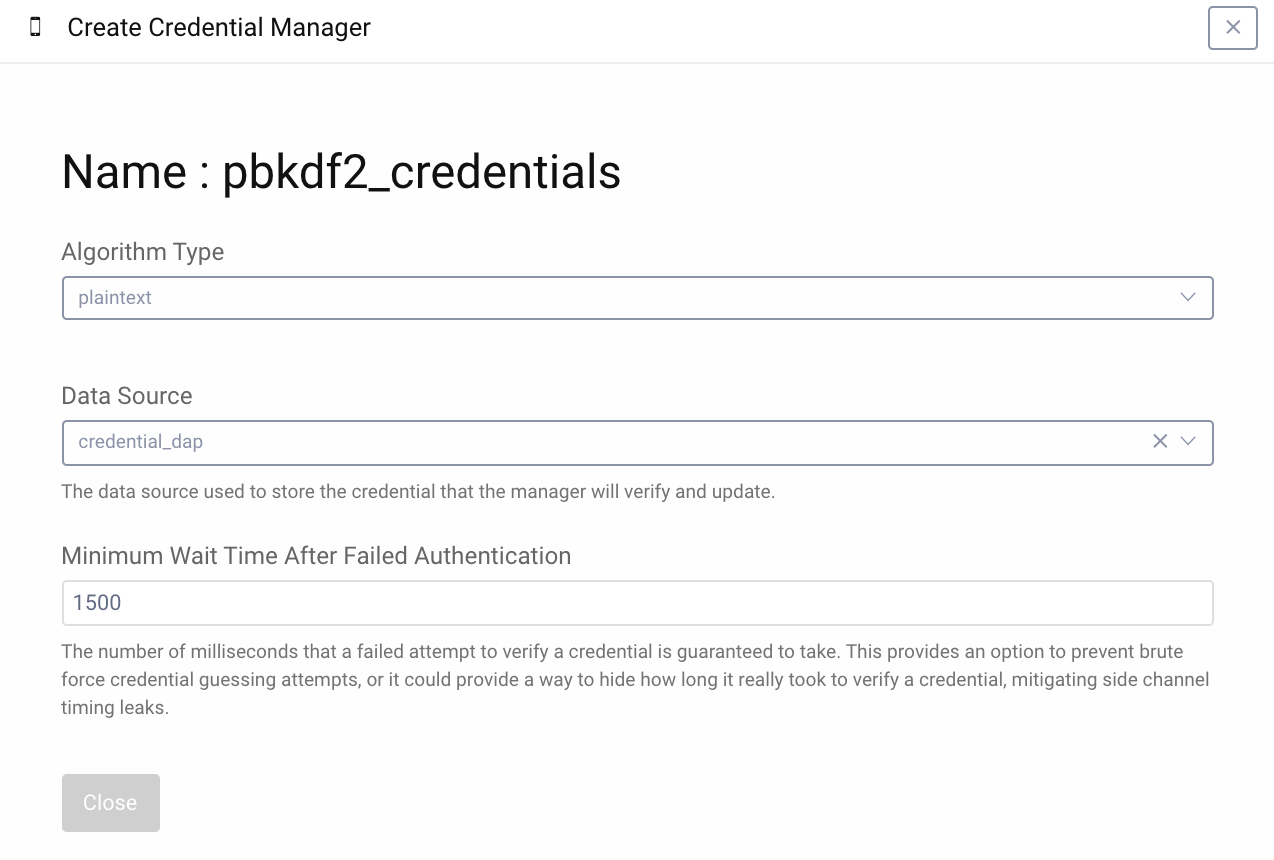 Create Credential Manager
Name : pbkdf2_credentials
Algorithm Type
plaintext
Data Source
credential_dap
The data source used to store the credential that the manager will verify and update.
Minimum Wait Time After Failed Authentication
1500
The number of milliseconds that a failed attempt to verify a credential is guaranteed to take. This provides an option to prevent brute
force credential guessing attempts, or it could provide a way to hide how long it really took to verify a credential, mitigating side channel
timing leaks.
Close